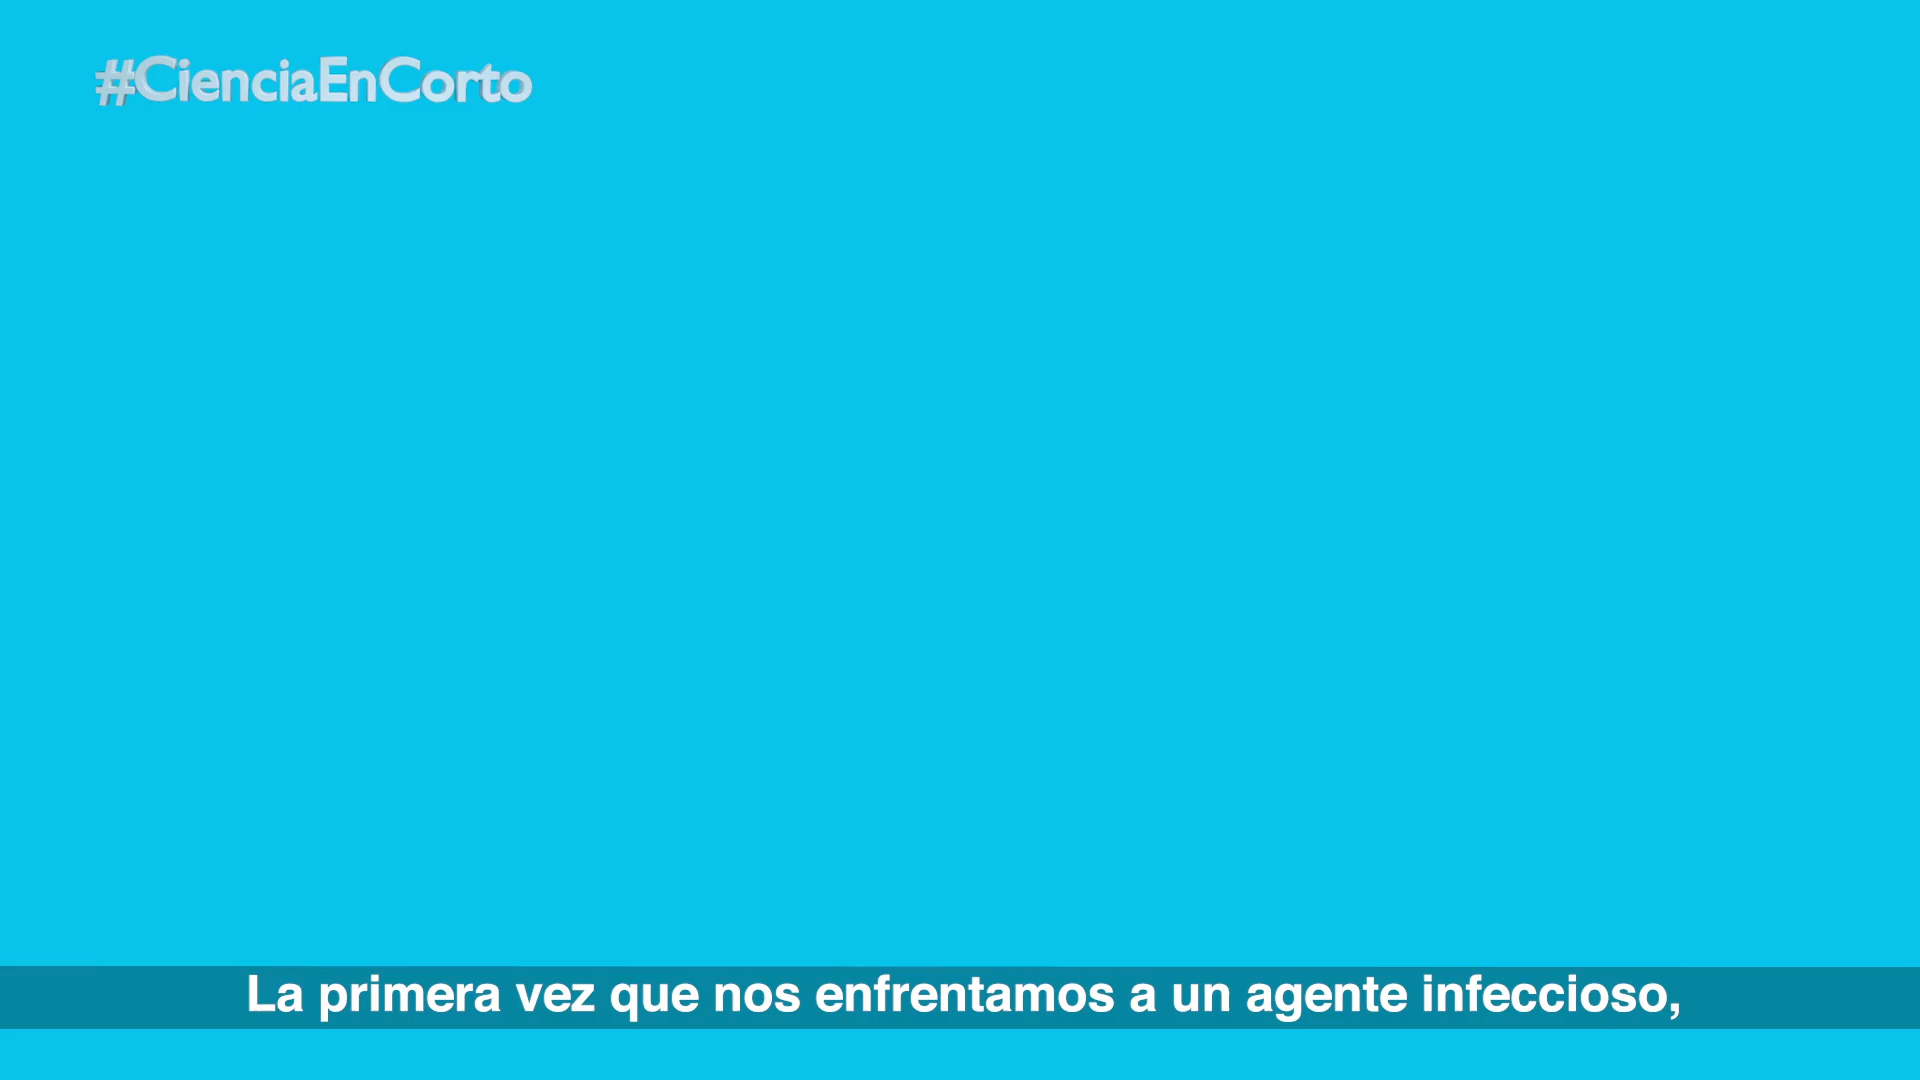 #CienciaEnCorto
La primera vez que nos enfrentamos a un agente infeccioso,